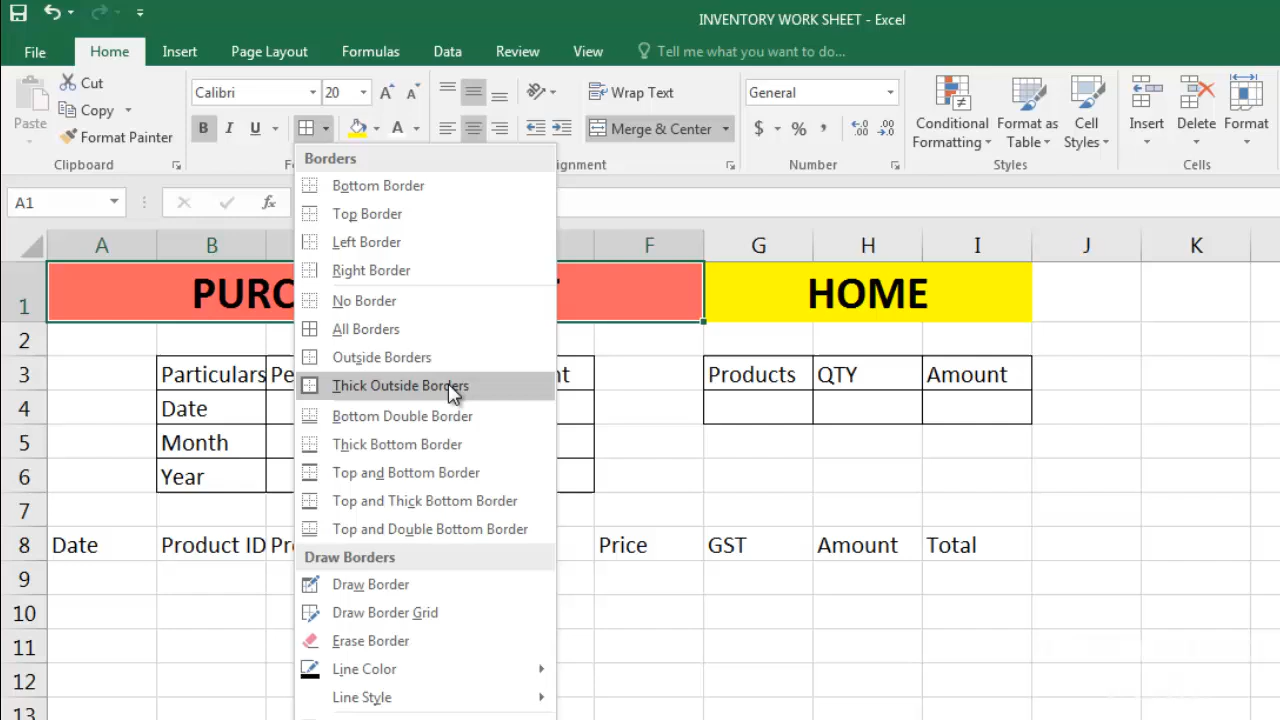 INVENTORY WORK SHEET - Excel
File Home Insert Page Layout Formulas Data Review View Tell me what you want to do...
Paste
Cut
Copy
Format Painter
Clipboard
Calibri 20
B I U
A A
A
Wrap Text
Merge & Center
General
$ % ,
Number
Conditional Formatting
Format as Table
Cell Styles
Styles
Insert Delete Format
Cells
A1
fx
A B F G H I J K
1 HOME
2
3 Particulars Products QTY Amount
4 Date
5 Month
6 Year
7
8 Date Product ID Price GST Amount Total
9
10
11
12
13
Borders
Bottom Border
Top Border
Left Border
Right Border
No Border
All Borders
Outside Borders
Thick Outside Borders
Bottom Double Border
Thick Bottom Border
Top and Bottom Border
Top and Thick Bottom Border
Top and Double Bottom Border
Draw Borders
Draw Border
Draw Border Grid
Erase Border
Line Color
Line Style